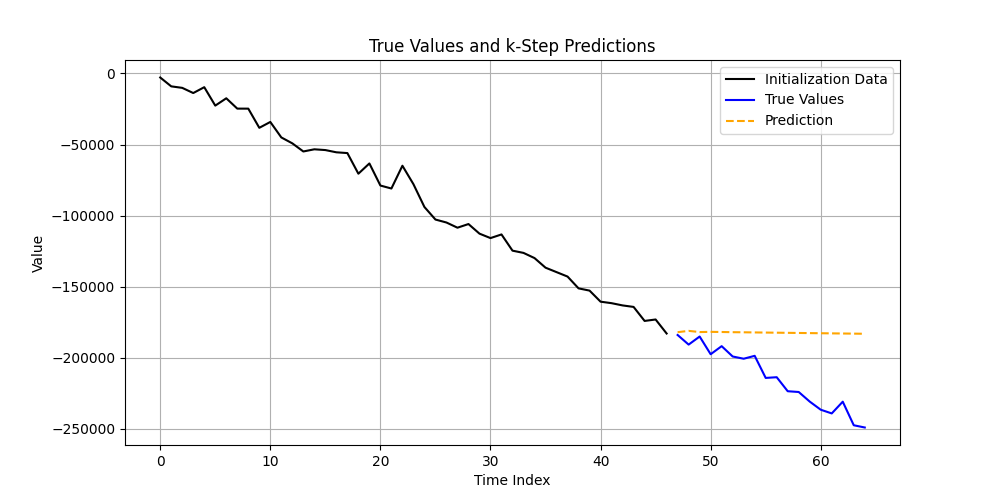 True Values and k-Step Predictions
Initialization Data
True Values
Prediction
Value
0
−50000
−100000
−150000
−200000
−250000
0 10 20 30 40 50 60
Time Index